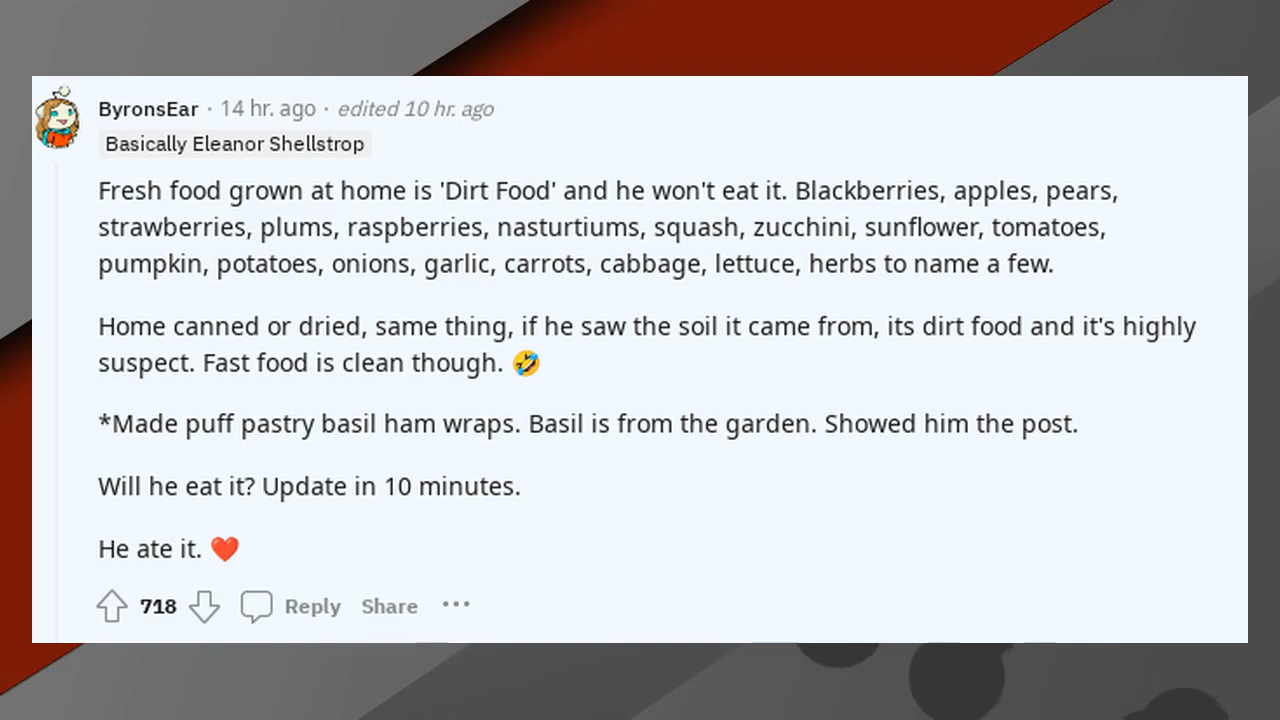 ByronsEar · 14 hr. ago · edited 10 hr. ago
Basically Eleanor Shellstrop
Fresh food grown at home is 'Dirt Food' and he won't eat it. Blackberries, apples, pears,
strawberries, plums, raspberries, nasturtiums, squash, zucchini, sunflower, tomatoes,
pumpkin, potatoes, onions, garlic, carrots, cabbage, lettuce, herbs to name a few.
Home canned or dried, same thing, if he saw the soil it came from, its dirt food and it's highly
suspect. Fast food is clean though. 🤣
*Made puff pastry basil ham wraps. Basil is from the garden. Showed him the post.
Will he eat it? Update in 10 minutes.
He ate it. ❤️
718 Reply Share ···